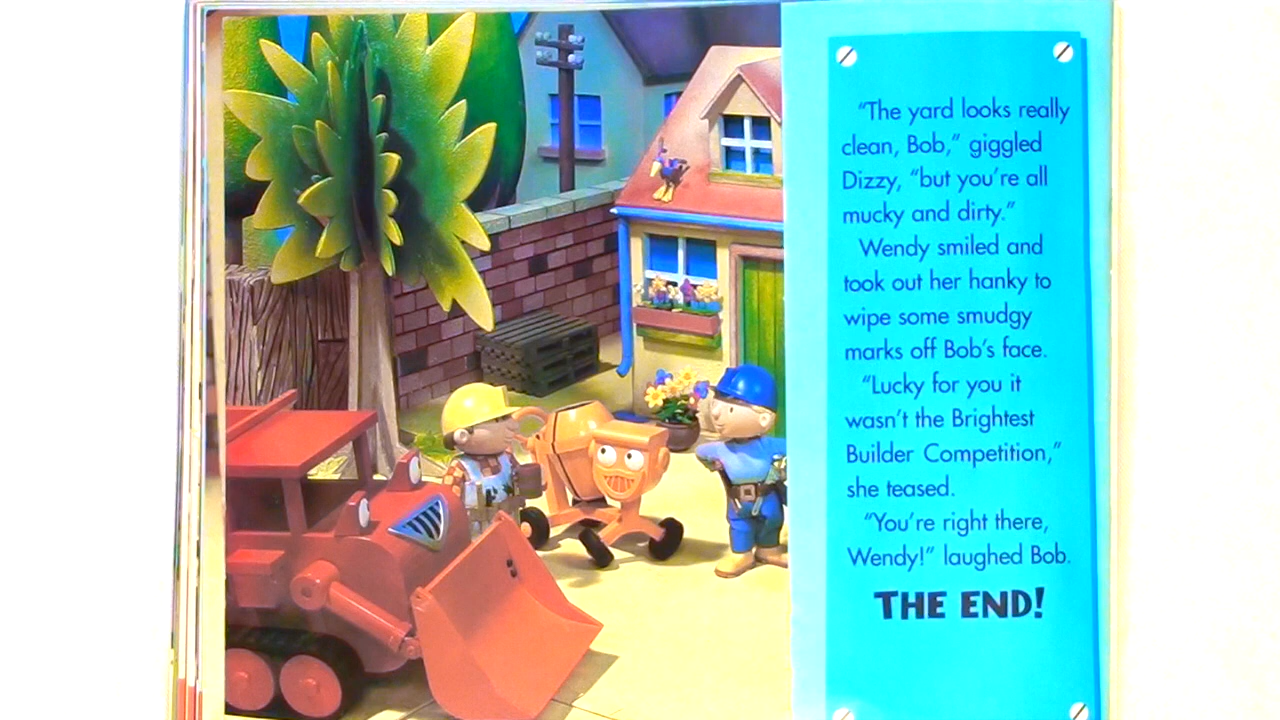 “The yard looks really
clean, Bob,” giggled
Dizzy, “but you’re all
mucky and dirty.”
Wendy smiled and
took out her hanky to
wipe some smudgy
marks off Bob’s face.
“Lucky for you it
wasn’t the Brightest
Builder Competition,”
she teased.
“You’re right there,
Wendy!” laughed Bob.
THE END!